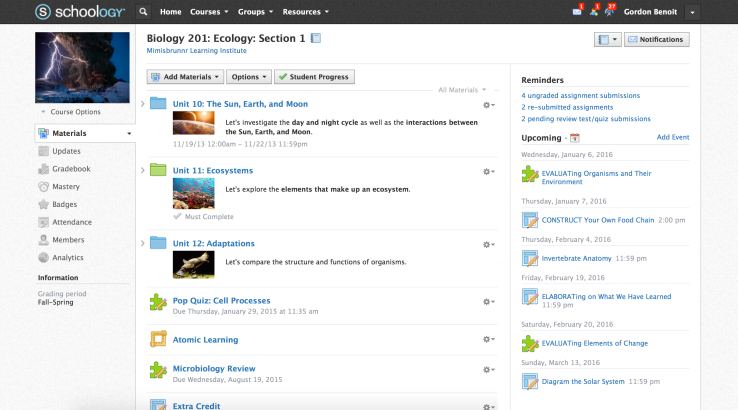 schoology®
Home Courses Groups Resources
1 1 27
Gordon Benoit
Course Options
Materials
Updates
Gradebook
Mastery
Badges
Attendance
Members
Analytics
Information
Grading period
Fall-Spring
Biology 201: Ecology: Section 1
Mimisbrunnr Learning Institute
Notifications
Add Materials Options Student Progress
All Materials
Unit 10: The Sun, Earth, and Moon
Let's investigate the day and night cycle as well as the interactions between
the Sun, Earth, and Moon.
11/19/13 12:00am - 11/22/13 11:59pm
Unit 11: Ecosystems
Let's explore the elements that make up an ecosystem.
Must Complete
Unit 12: Adaptations
Let's compare the structure and functions of organisms.
Pop Quiz: Cell Processes
Due Thursday, January 29, 2015 at 11:35 am
Atomic Learning
Microbiology Review
Due Wednesday, August 19, 2015
Extra Credit
Reminders
4 ungraded assignment submissions
2 re-submitted assignments
2 pending review test/quiz submissions
Upcoming · Add Event
Wednesday, January 6, 2016
EVALUATing Organisms and Their
Environment
Thursday, January 7, 2016
CONSTRUCT Your Own Food Chain 2:00 pm
Thursday, February 4, 2016
Invertebrate Anatomy 11:59 pm
Friday, February 19, 2016
ELABORATing on What We Have Learned
11:59 pm
Saturday, February 20, 2016
EVALUATing Elements of Change
Sunday, March 13, 2016
Diagram the Solar System 11:59 pm